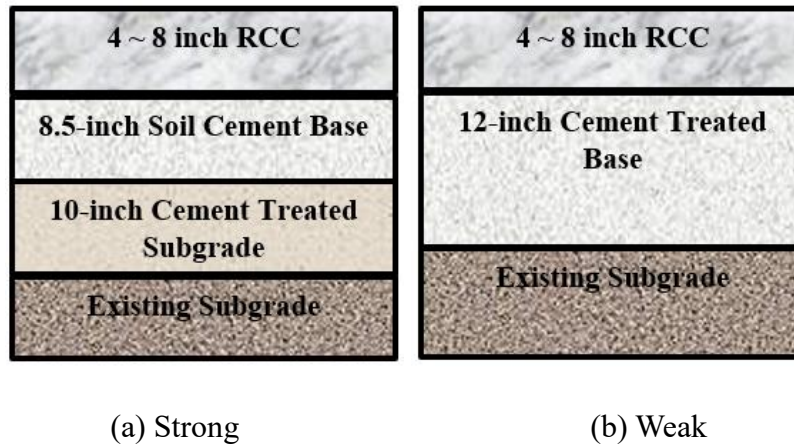 4 ~ 8 inch RCC
8.5-inch Soil Cement Base
10-inch Cement Treated
Subgrade
Existing Subgrade
(a) Strong
4 ~ 8 inch RCC
12-inch Cement Treated
Base
Existing Subgrade
(b) Weak